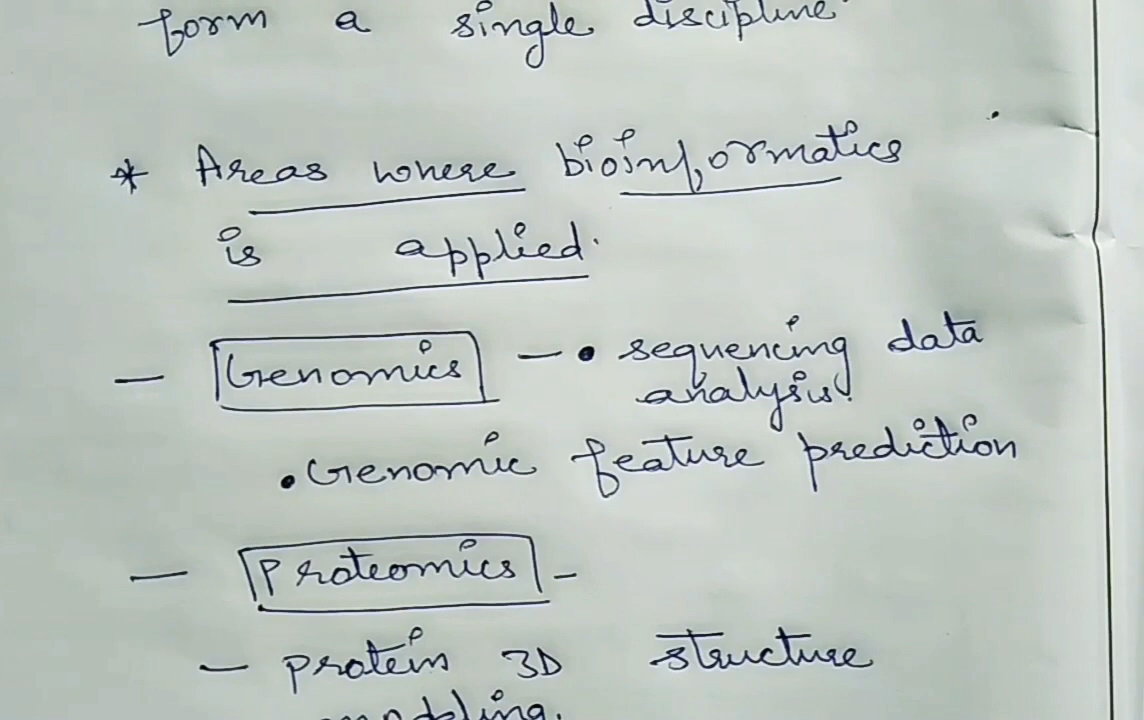 form a single discipline
* Areas where bioinformatics
is applied.
— Genomics — • sequencing data
analysis.
• Genomic feature prediction
— Proteomics -
— protein 3D structure
modeling.